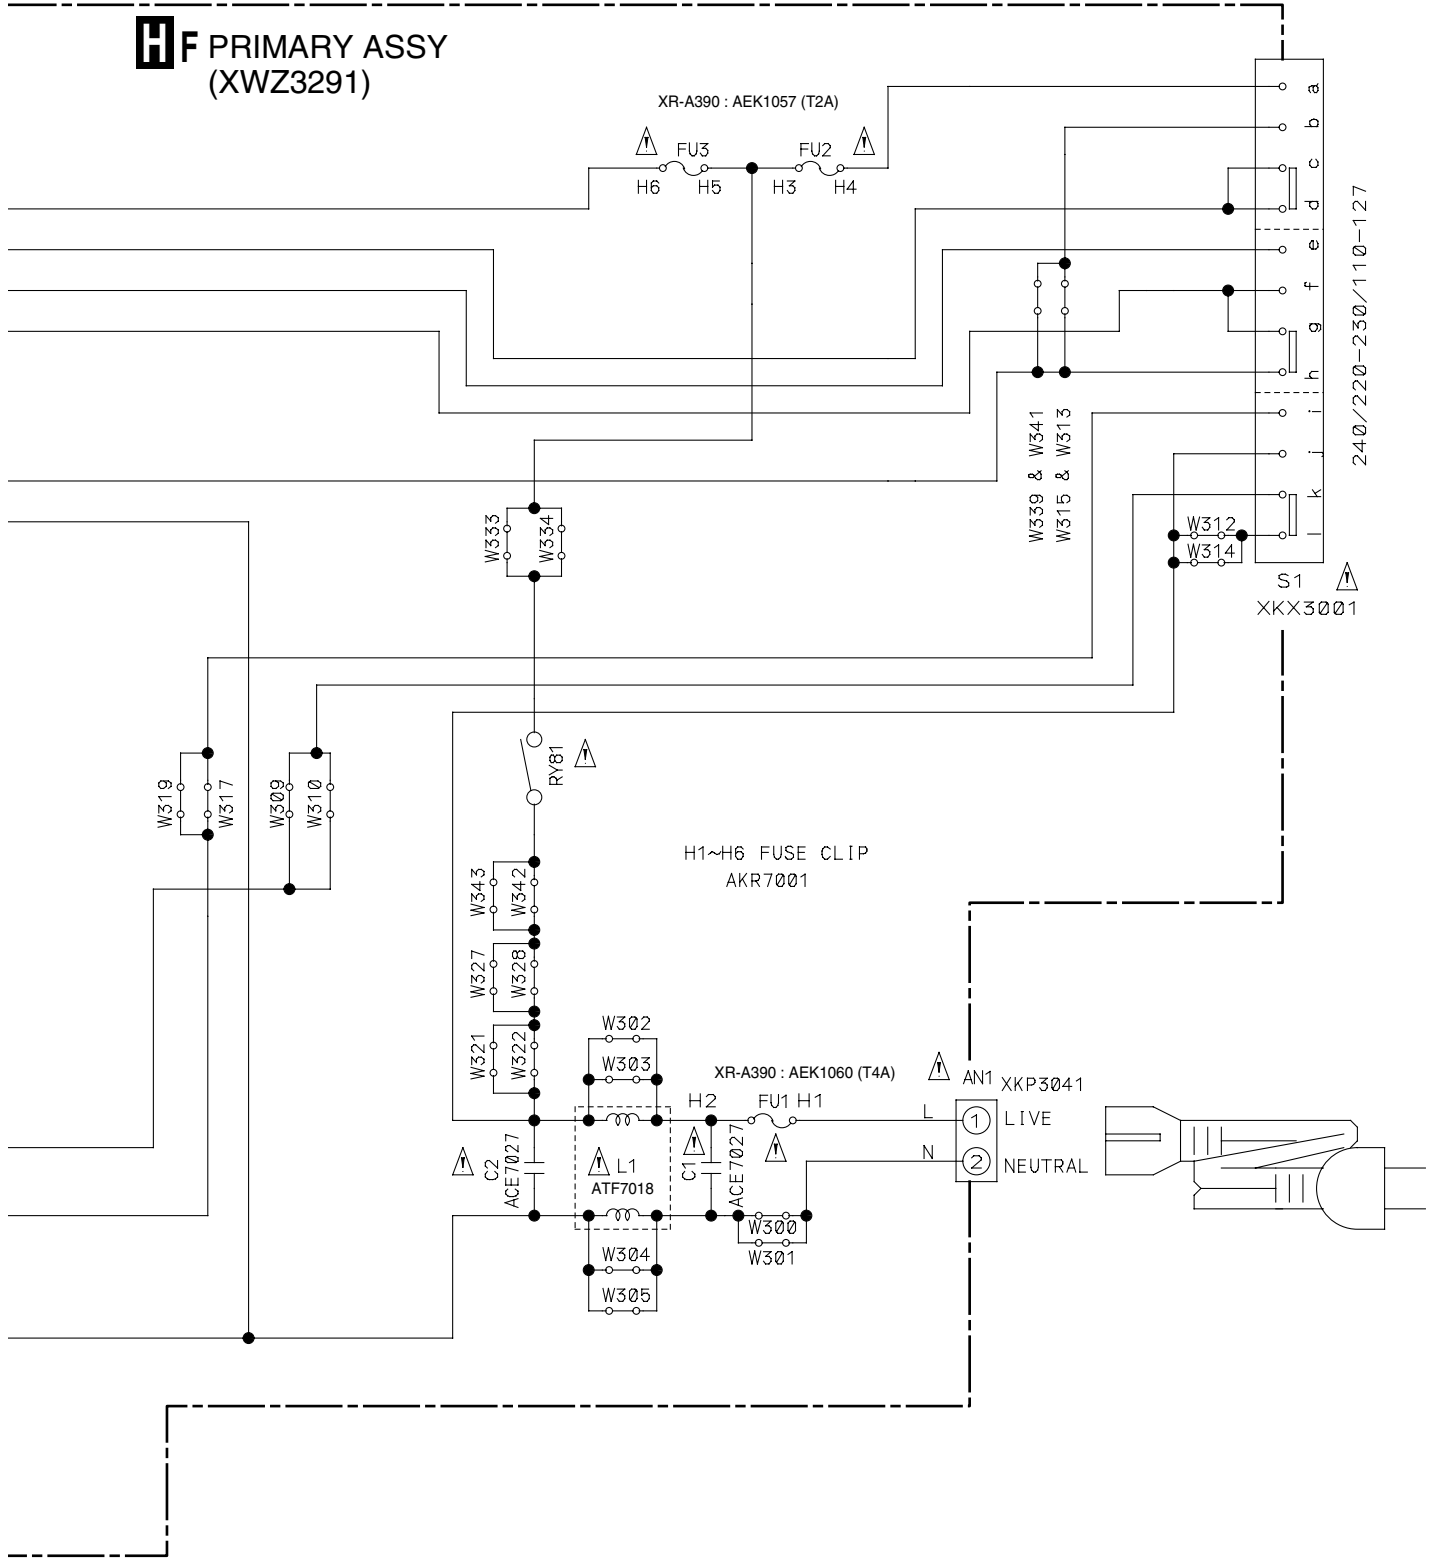 H F PRIMARY ASSY
(XWZ3291)
XR-A390 : AEK1057 (T2A)
FU3
FU2
H6
H5
H3
H4
a
b
c
d
e
f
g
h
i
j
k
l
240/220-230/110-127
W339 & W341
W315 & W313
W333
W334
W312
W314
S1
XKX3001
RY81
W319
W317
W309
W310
H1~H6 FUSE CLIP
AKR7001
W343
W342
W327
W328
W321
W322
W302
W303
XR-A390 : AEK1060 (T4A)
AN1 XKP3041
H2
FU1 H1
L
1
LIVE
N
2
NEUTRAL
C2
ACE7027
L1
ATF7018
C1
ACE7027
W300
W301
W304
W305